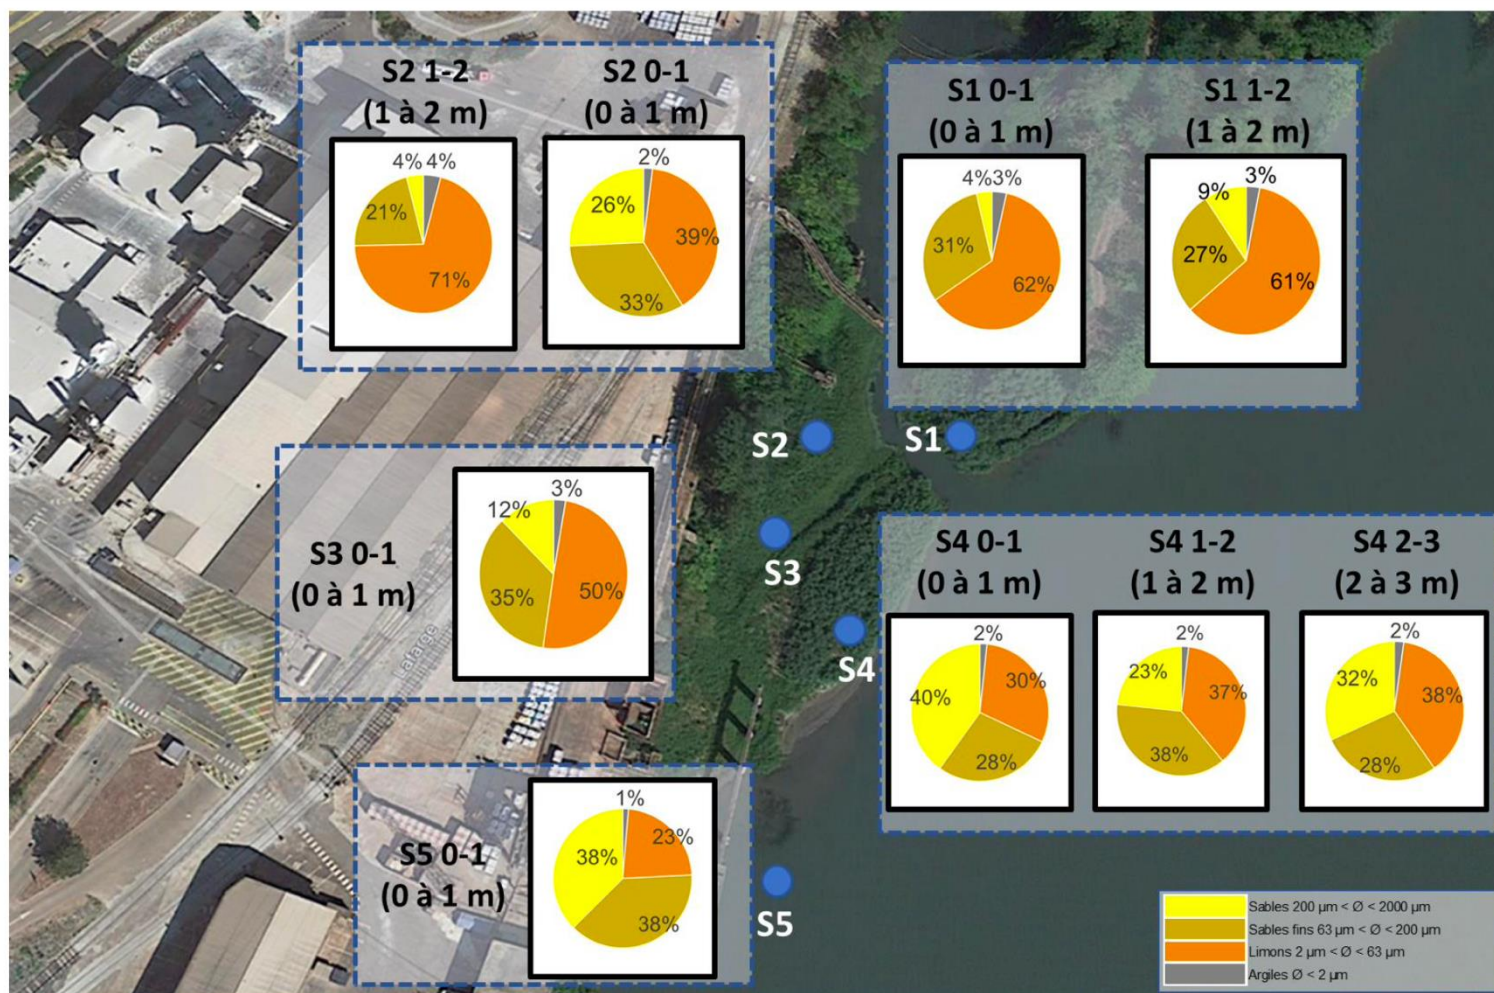 S2 1-2
(1 à 2 m)
4%
4%
21%
71%
S2 0-1
(0 à 1 m)
2%
26%
39%
33%
S1 0-1
(0 à 1 m)
4%
3%
31%
62%
S1 1-2
(1 à 2 m)
3%
9%
27%
61%
S2
S1
S3
S4
S5
S3 0-1
(0 à 1 m)
3%
12%
35%
50%
Lafarge
S4 0-1
(0 à 1 m)
2%
30%
40%
28%
S4 1-2
(1 à 2 m)
2%
23%
37%
38%
S4 2-3
(2 à 3 m)
2%
32%
38%
28%
S5 0-1
(0 à 1 m)
1%
23%
38%
38%
Sables 200 µm < Ø < 2000 µm
Sables fins 63 µm < Ø < 200 µm
Limons 2 µm < Ø < 63 µm
Argiles Ø < 2 µm